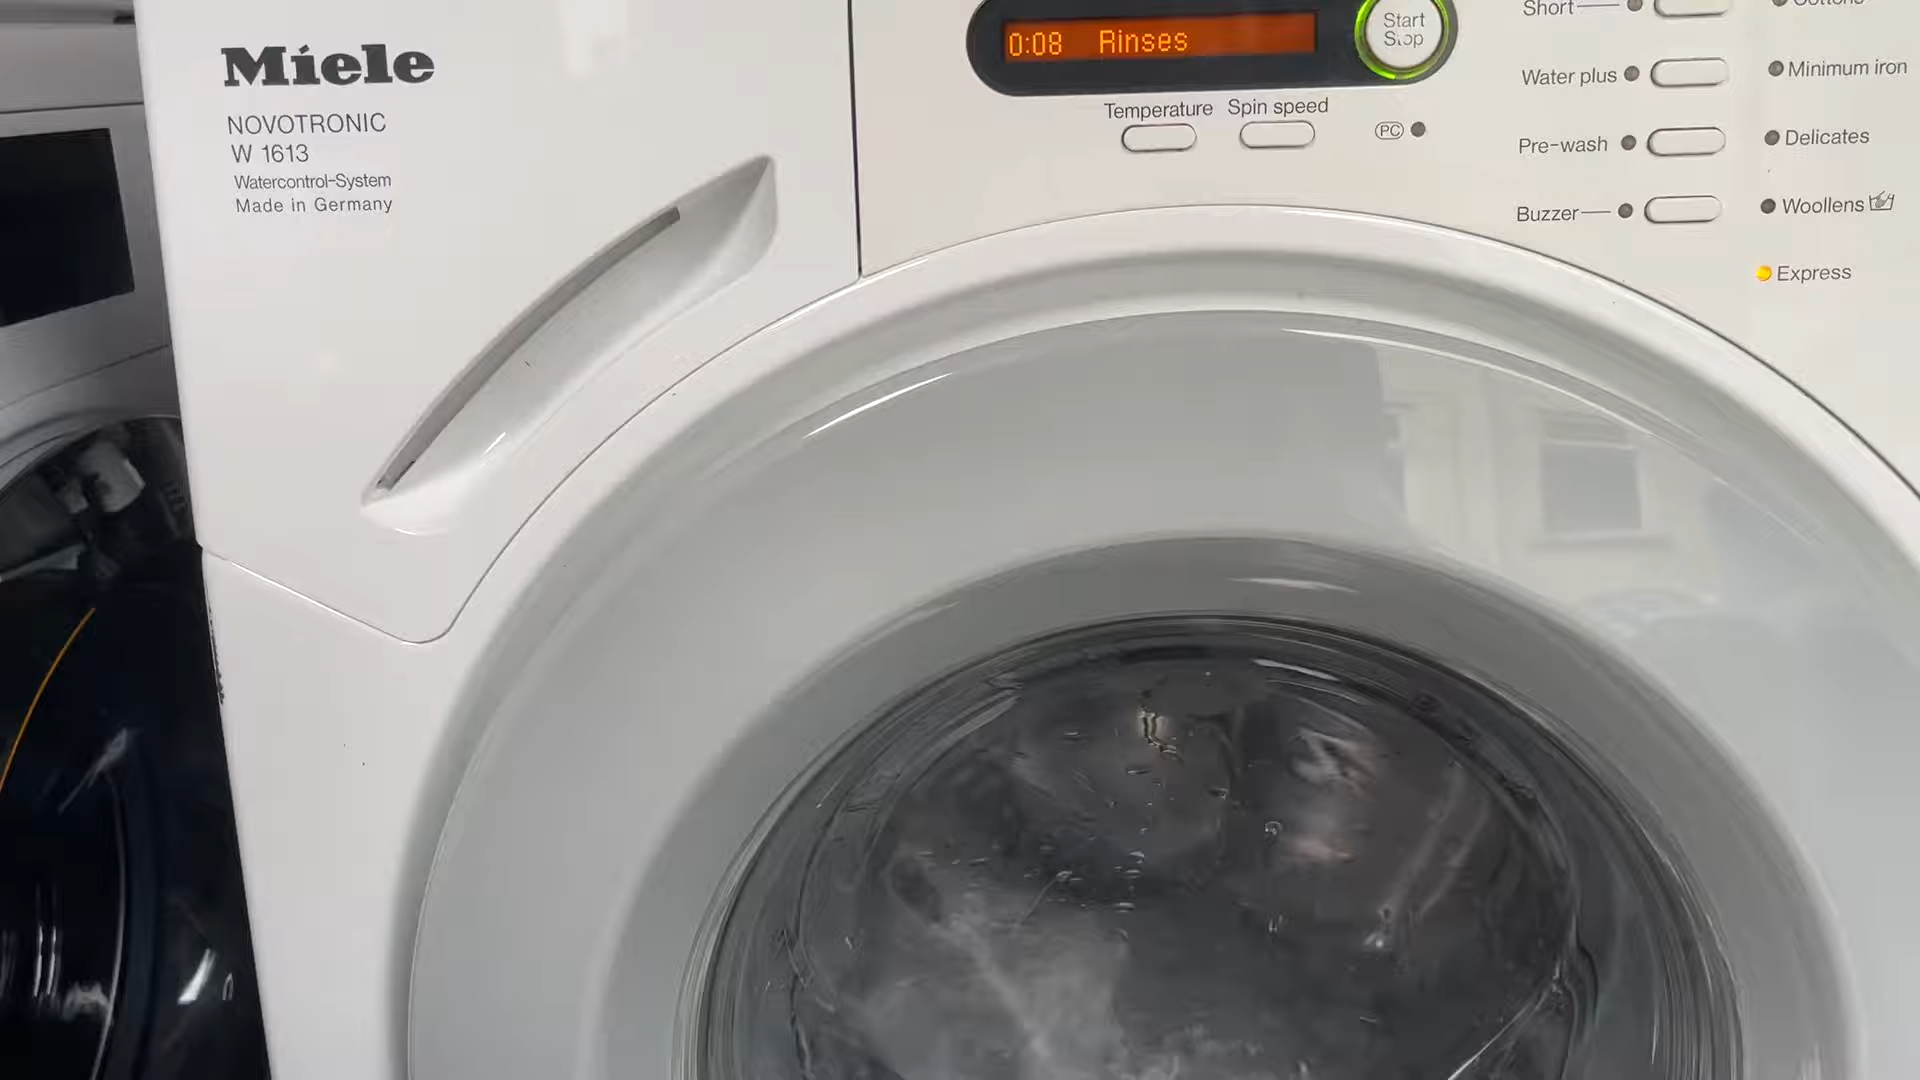 Miele
NOVOTRONIC
W 1613
Watercontrol-System
Made in Germany
0:08 Rinses
Start
Stop
Temperature
Spin speed
PC
Short
Water plus
Pre-wash
Buzzer
Cottons
Minimum iron
Delicates
Woollens
Express